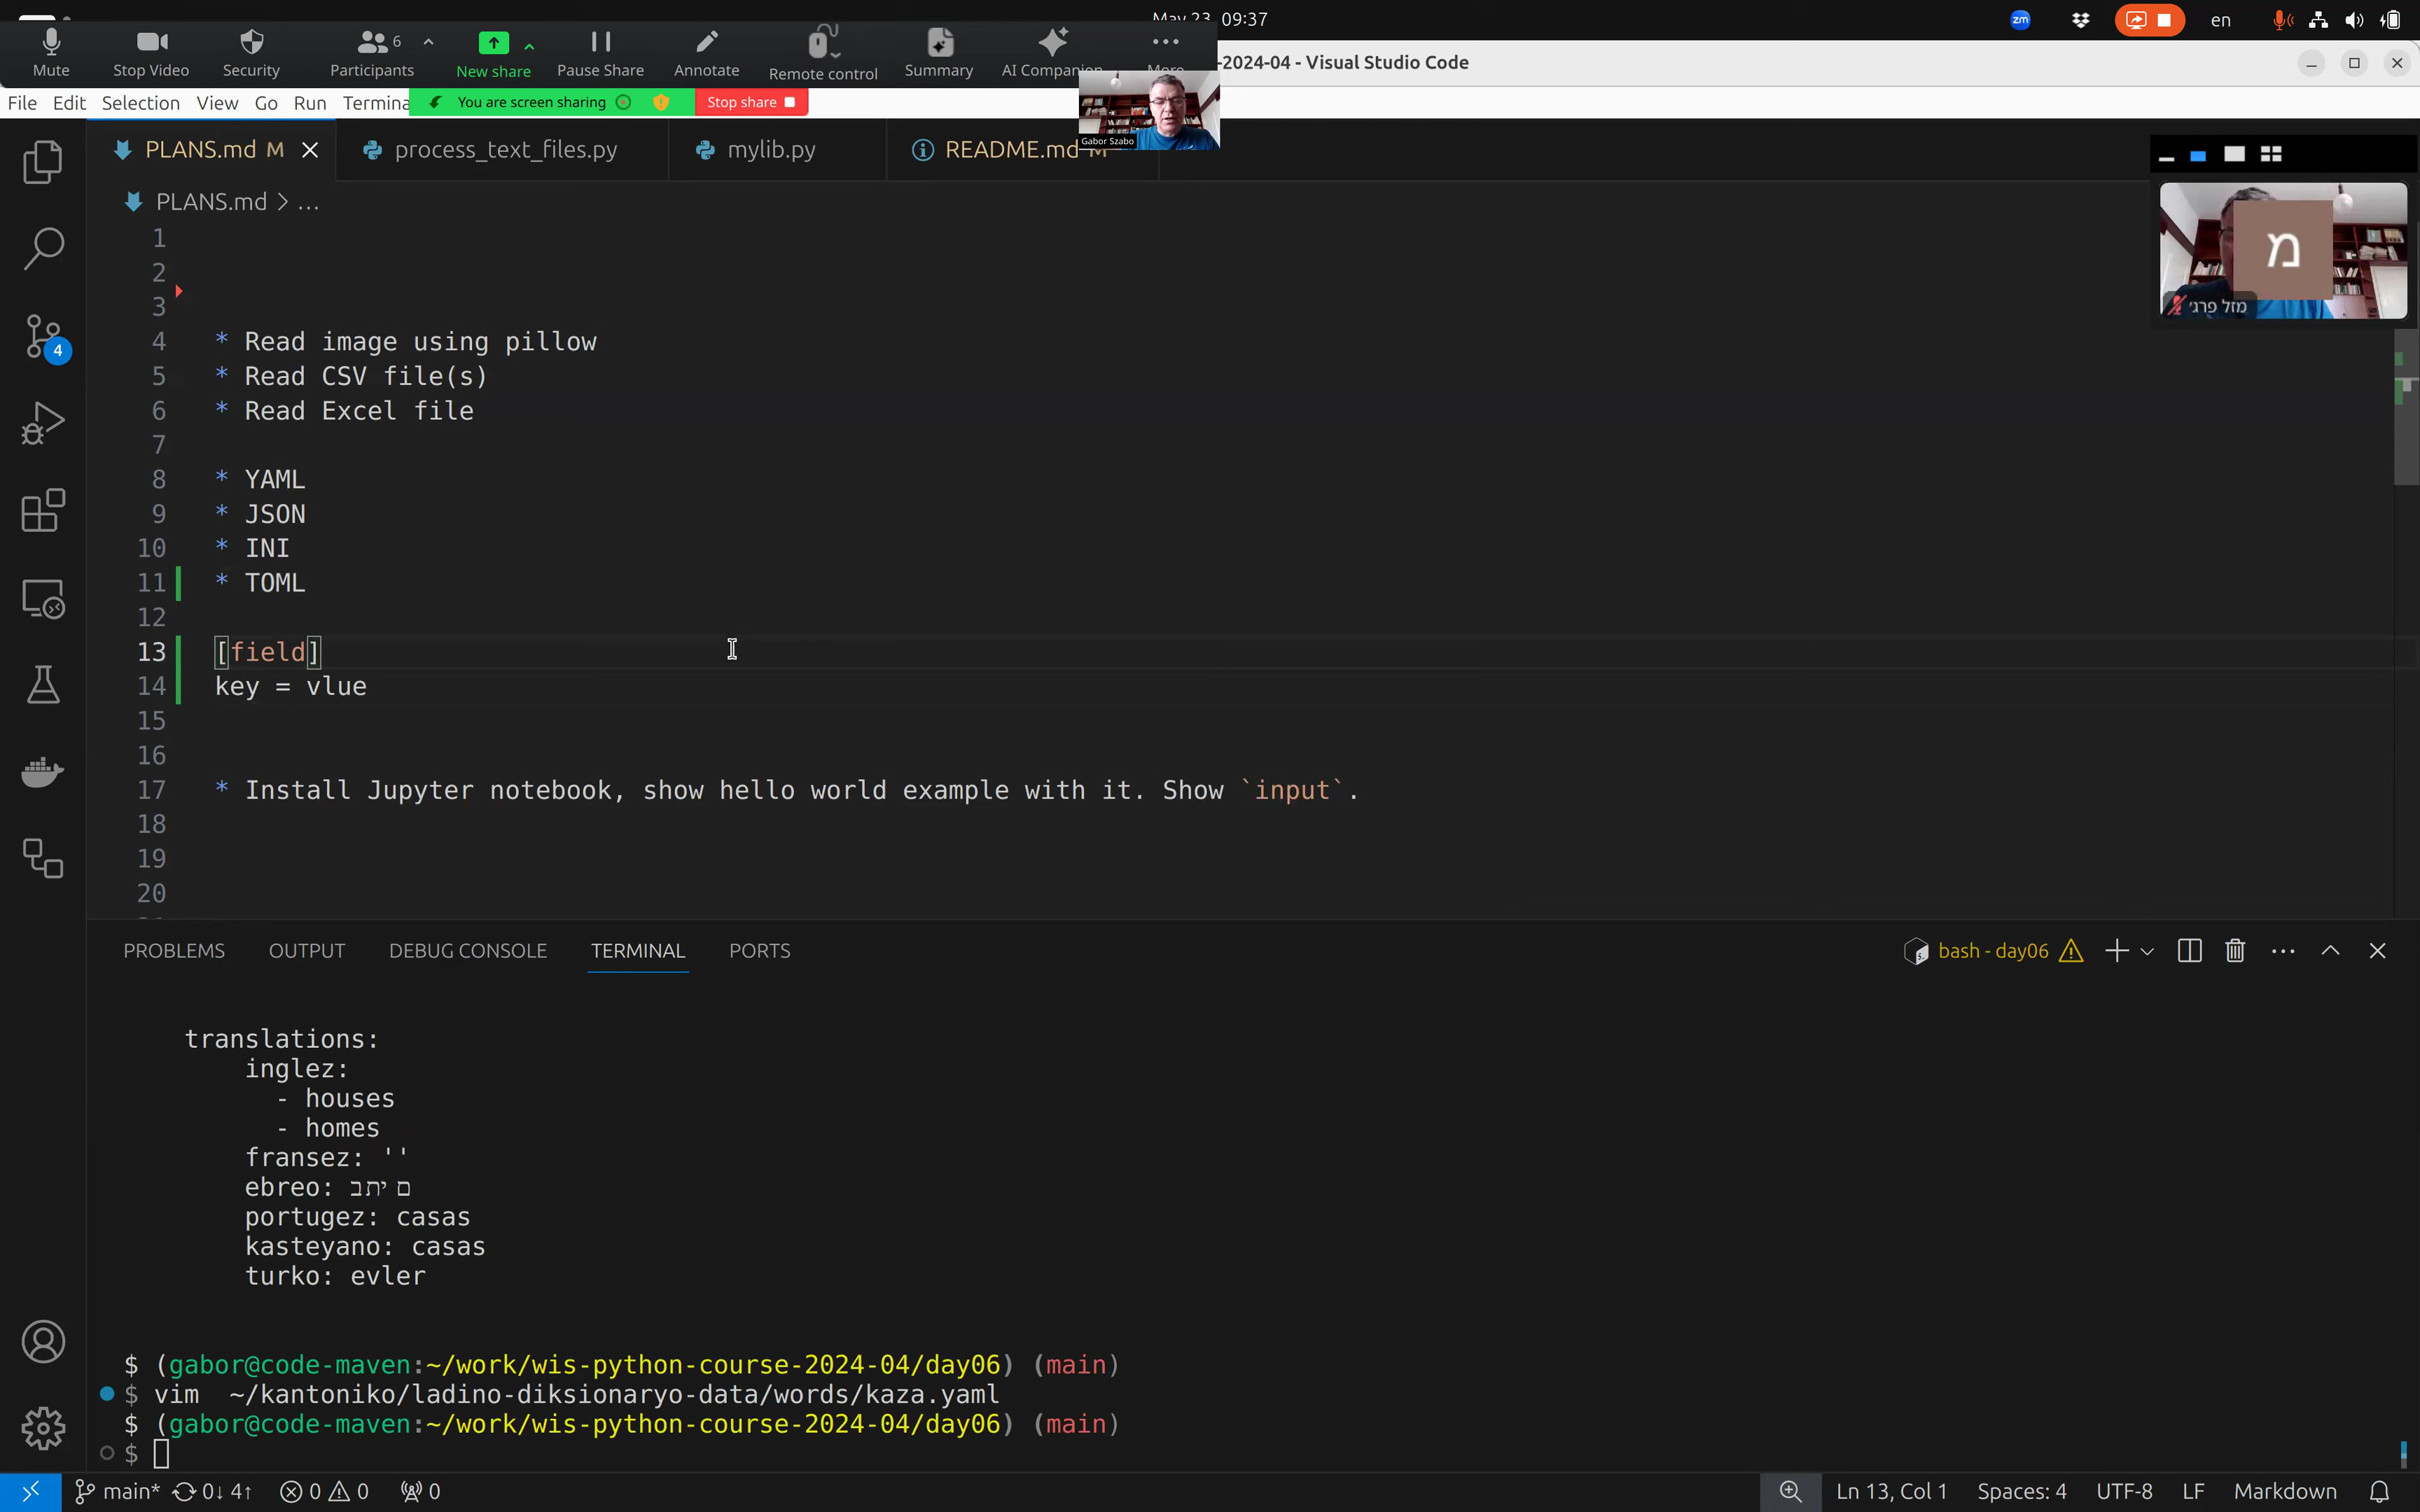 May 23 09:37
zm
en
Mute
Stop Video
Security
Participants 6
New share
Pause Share
Annotate
Remote control
Summary
AI Companion
More
-2024-04 - Visual Studio Code
File Edit Selection View Go Run Termina
You are screen sharing
Stop share
Gabor Szabo
PLANS.md M
process_text_files.py
mylib.py
README.md M
PLANS.md > ...
מ
מזל פרג׳
1
2
3
4 * Read image using pillow
5 * Read CSV file(s)
6 * Read Excel file
7
8 * YAML
9 * JSON
10 * INI
11 * TOML
12
13 [field]
14 key = vlue
15
16
17 * Install Jupyter notebook, show hello world example with it. Show `input`.
18
19
20
4
PROBLEMS OUTPUT DEBUG CONSOLE TERMINAL PORTS
bash - day06
translations:
inglez:
- houses
- homes
fransez: ''
ebreo: םיתב
portugez: casas
kasteyano: casas
turko: evler
$ (gabor@code-maven:~/work/wis-python-course-2024-04/day06) (main)
$ vim ~/kantoniko/ladino-diksionaryo-data/words/kaza.yaml
$ (gabor@code-maven:~/work/wis-python-course-2024-04/day06) (main)
$
main* 0↓ 4↑ 0 0 0
Ln 13, Col 1 Spaces: 4 UTF-8 LF Markdown